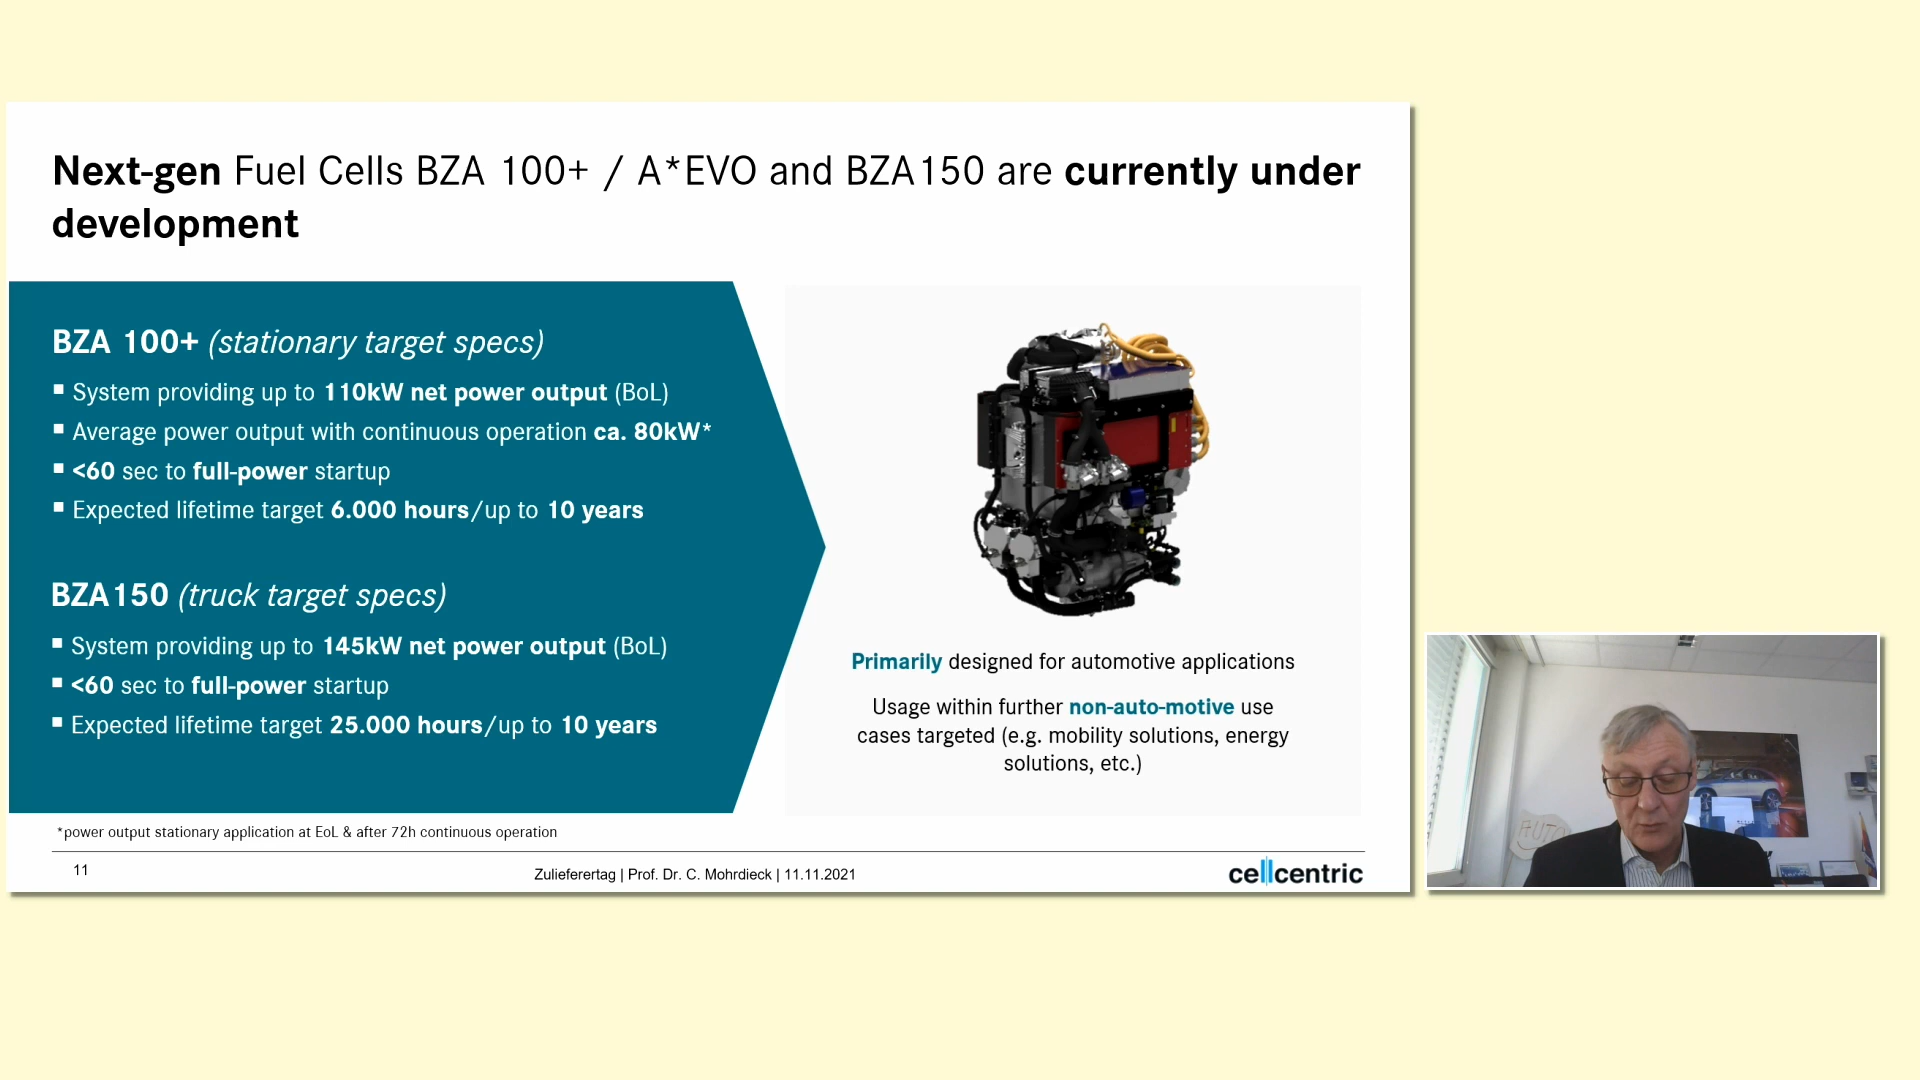 Next-gen Fuel Cells BZA 100+ / A*EVO and BZA150 are currently under
development
BZA 100+ (stationary target specs)
▪ System providing up to 110kW net power output (BoL)
▪ Average power output with continuous operation ca. 80kW*
▪ <60 sec to full-power startup
▪ Expected lifetime target 6.000 hours/up to 10 years
BZA150 (truck target specs)
▪ System providing up to 145kW net power output (BoL)
▪ <60 sec to full-power startup
▪ Expected lifetime target 25.000 hours/up to 10 years
Primarily designed for automotive applications
Usage within further non-auto-motive use
cases targeted (e.g. mobility solutions, energy
solutions, etc.)
*power output stationary application at EoL & after 72h continuous operation
11
Zulieferertag | Prof. Dr. C. Mohrdieck | 11.11.2021
cellcentric
AUTO